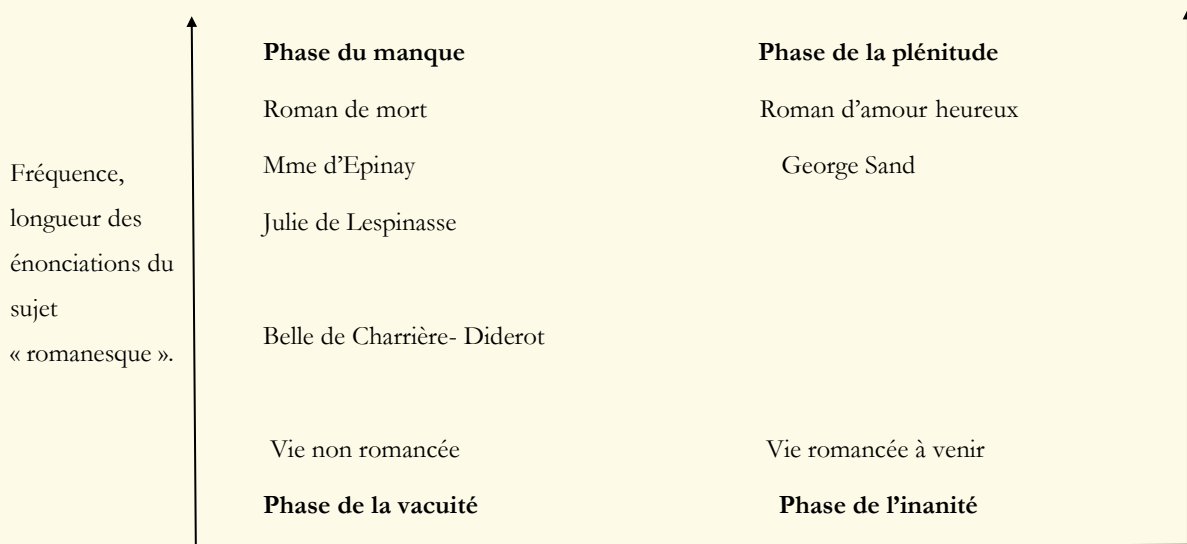 Phase du manque
Roman de mort
Mme d’Epinay
Julie de Lespinasse
Belle de Charrière- Diderot
Vie non romancée
Phase de la vacuité
Phase de la plénitude
Roman d’amour heureux
George Sand
Vie romancée à venir
Phase de l’inanité
Fréquence,
longueur des
énonciations du
sujet
« romanesque ».